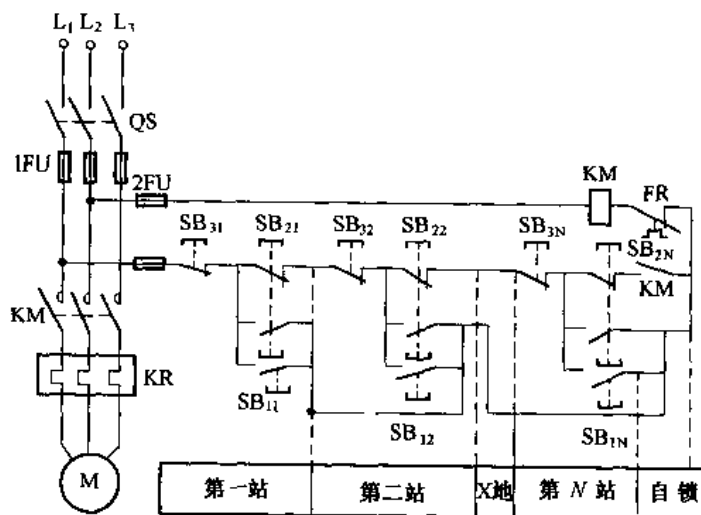 L₁ L₂ L₃
QS
1FU
2FU
KM
FR
SB₃₁
SB₂₁
SB₃₂
SB₂₂
SB₃N
SB₂N
KM
KM
KR
SB₁₁
SB₁₂
SB₁N
M
第一站
第二站
X地
第N站
自锁